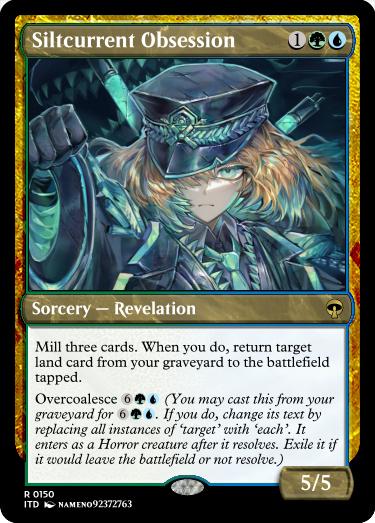 Siltcurrent Obsession 1
Sorcery — Revelation
Mill three cards. When you do, return target
land card from your graveyard to the battlefield
tapped.
Overcoalesce 6 (You may cast this from your
graveyard for 6. If you do, change its text by
replacing all instances of ‘target’ with ‘each’. It
enters as a Horror creature after it resolves. Exile it if
it would leave the battlefield or not resolve.)
5/5
R 0150
ITD NAMENO92372763